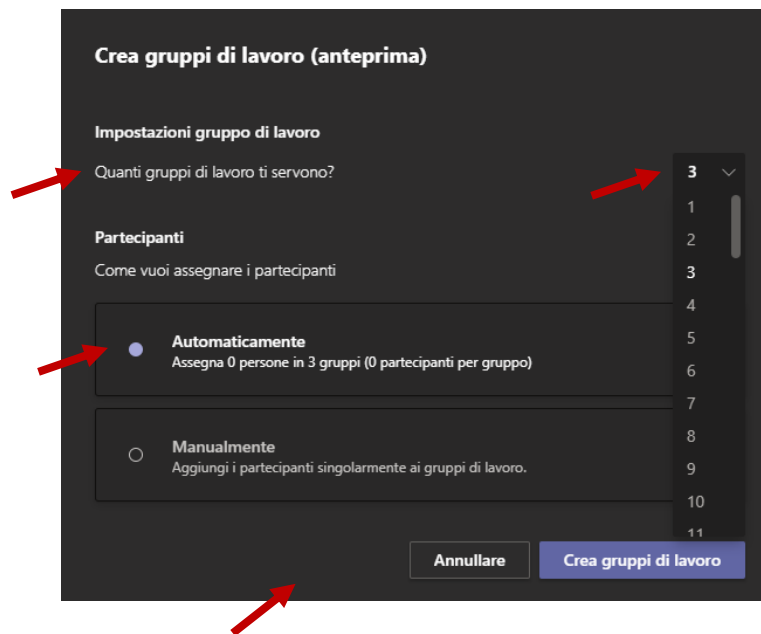 Crea gruppi di lavoro (anteprima)
Impostazioni gruppo di lavoro
Quanti gruppi di lavoro ti servono?
3
1
2
3
4
5
6
7
8
9
10
11
Partecipanti
Come vuoi assegnare i partecipanti
Automaticamente
Assegna 0 persone in 3 gruppi (0 partecipanti per gruppo)
Manualmente
Aggiungi i partecipanti singolarmente ai gruppi di lavoro.
Annullare
Crea gruppi di lavoro